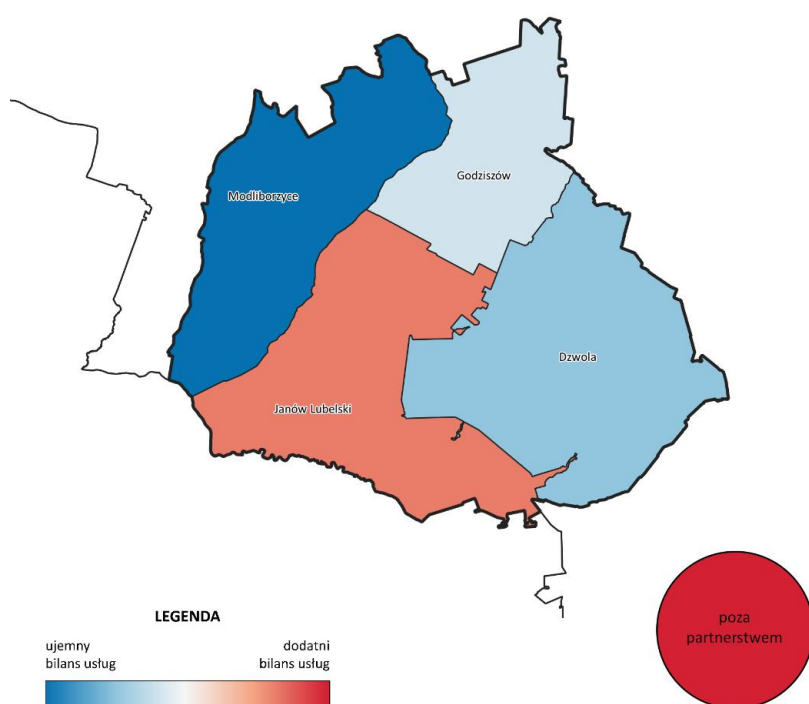 Modliborzyce
Godziszów
Dzwola
Janów Lubelski
LEGENDA
ujemny
bilans usług
dodatni
bilans usług
poza
partnerstwem